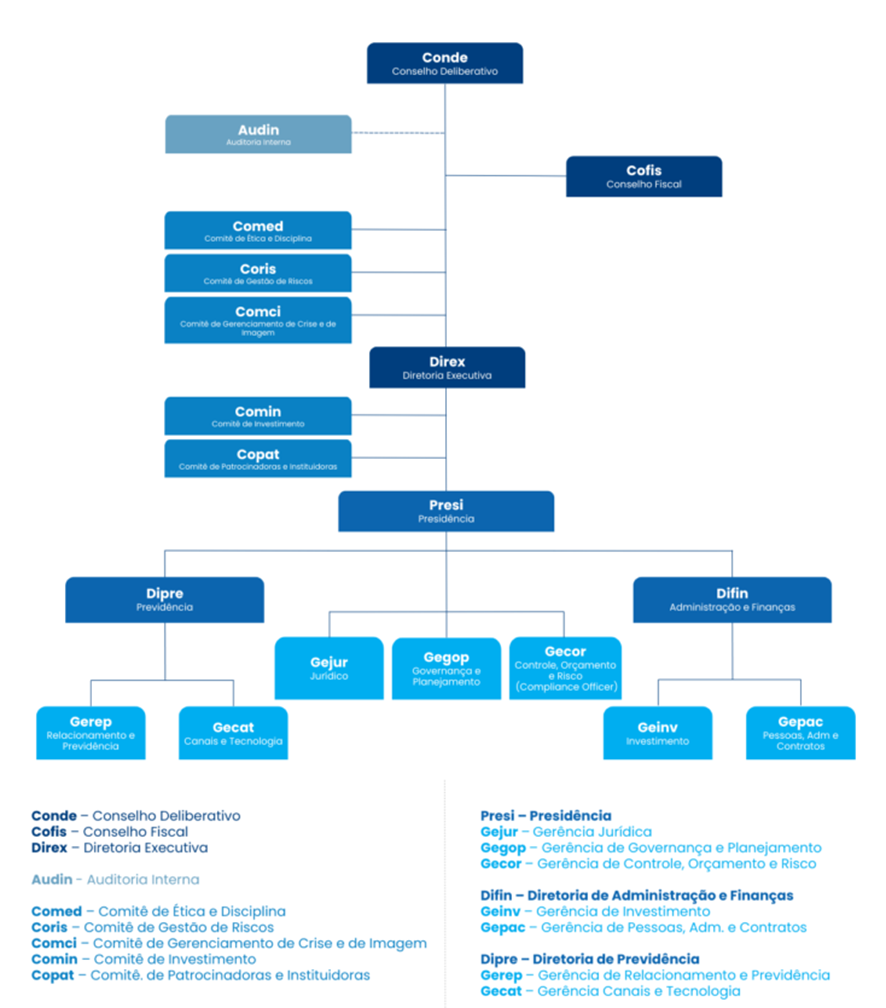 Conde
Conselho Deliberativo
Audin
Auditoria Interna
Cofis
Conselho Fiscal
Comed
Comitê de Ética e Disciplina
Coris
Comitê de Gestão de Riscos
Comci
Comitê de Gerenciamento de Crise e de
Imagem
Direx
Diretoria Executiva
Comin
Comitê de Investimento
Copat
Comitê de Patrocinadoras e Instituidoras
Presi
Presidência
Dipre
Previdência
Difin
Administração e Finanças
Gejur
Jurídico
Gegop
Governança e
Planejamento
Gecor
Controle, Orçamento
e Risco
(Compliance Officer)
Gerep
Relacionamento e
Previdência
Gecat
Canais e Tecnologia
Geinv
Investimento
Gepac
Pessoas, Adm e
Contratos
Conde – Conselho Deliberativo
Cofis – Conselho Fiscal
Direx – Diretoria Executiva
Audin - Auditoria Interna
Comed – Comitê de Ética e Disciplina
Coris – Comitê de Gestão de Riscos
Comci – Comitê de Gerenciamento de Crise e de Imagem
Comin – Comitê de Investimento
Copat – Comitê. de Patrocinadoras e Instituidoras
Presi – Presidência
Gejur – Gerência Jurídica
Gegop – Gerência de Governança e Planejamento
Gecor – Gerência de Controle, Orçamento e Risco
Difin – Diretoria de Administração e Finanças
Geinv – Gerência de Investimento
Gepac – Gerência de Pessoas, Adm. e Contratos
Dipre – Diretoria de Previdência
Gerep – Gerência de Relacionamento e Previdência
Gecat – Gerência Canais e Tecnologia